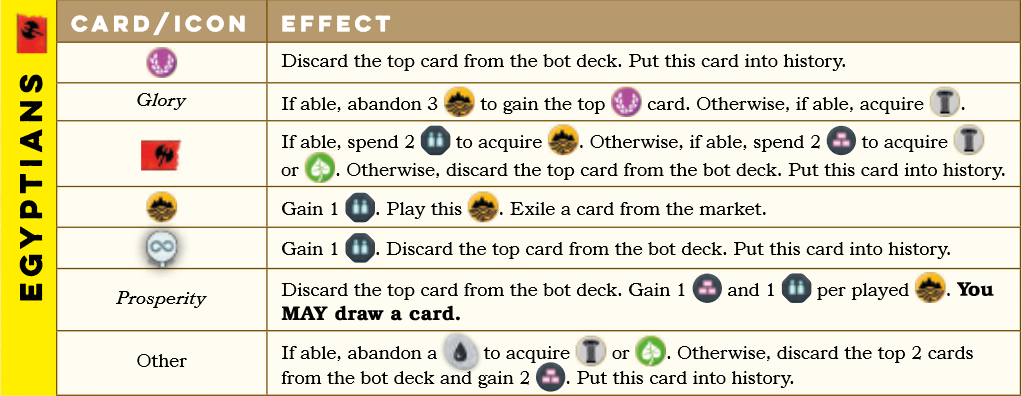 EGYPTIANS
CARD/ICON EFFECT
Discard the top card from the bot deck. Put this card into history.
Glory If able, abandon 3 to gain the top card. Otherwise, if able, acquire .
If able, spend 2 to acquire . Otherwise, if able, spend 2 to acquire
or . Otherwise, discard the top card from the bot deck. Put this card into history.
Gain 1 . Play this . Exile a card from the market.
Gain 1 . Discard the top card from the bot deck. Put this card into history.
Prosperity Discard the top card from the bot deck. Gain 1 and 1 per played . You
MAY draw a card.
Other If able, abandon a to acquire or . Otherwise, discard the top 2 cards
from the bot deck and gain 2 . Put this card into history.